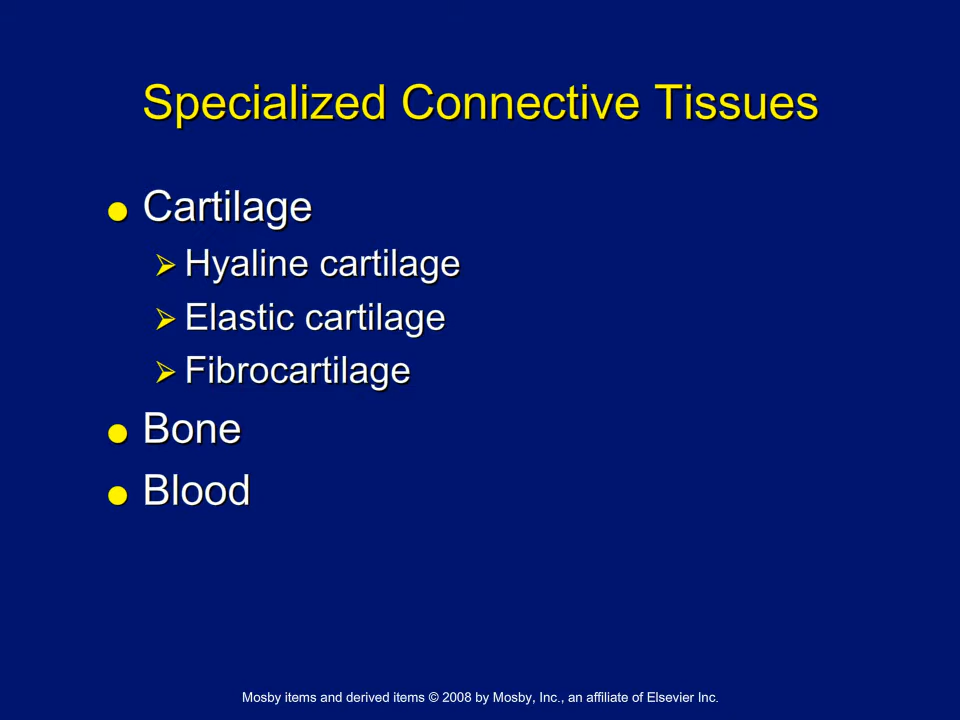 Specialized Connective Tissues
● Cartilage
➢ Hyaline cartilage
➢ Elastic cartilage
➢ Fibrocartilage
● Bone
● Blood
Mosby items and derived items © 2008 by Mosby, Inc., an affiliate of Elsevier Inc.